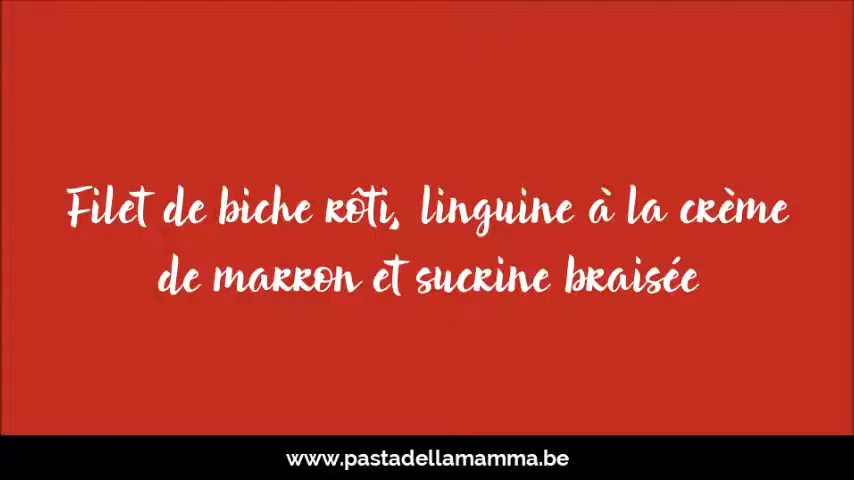 Filet de biche rôti, linguine à la crème
de marron et sucrine braisée
www.pastadellamamma.be